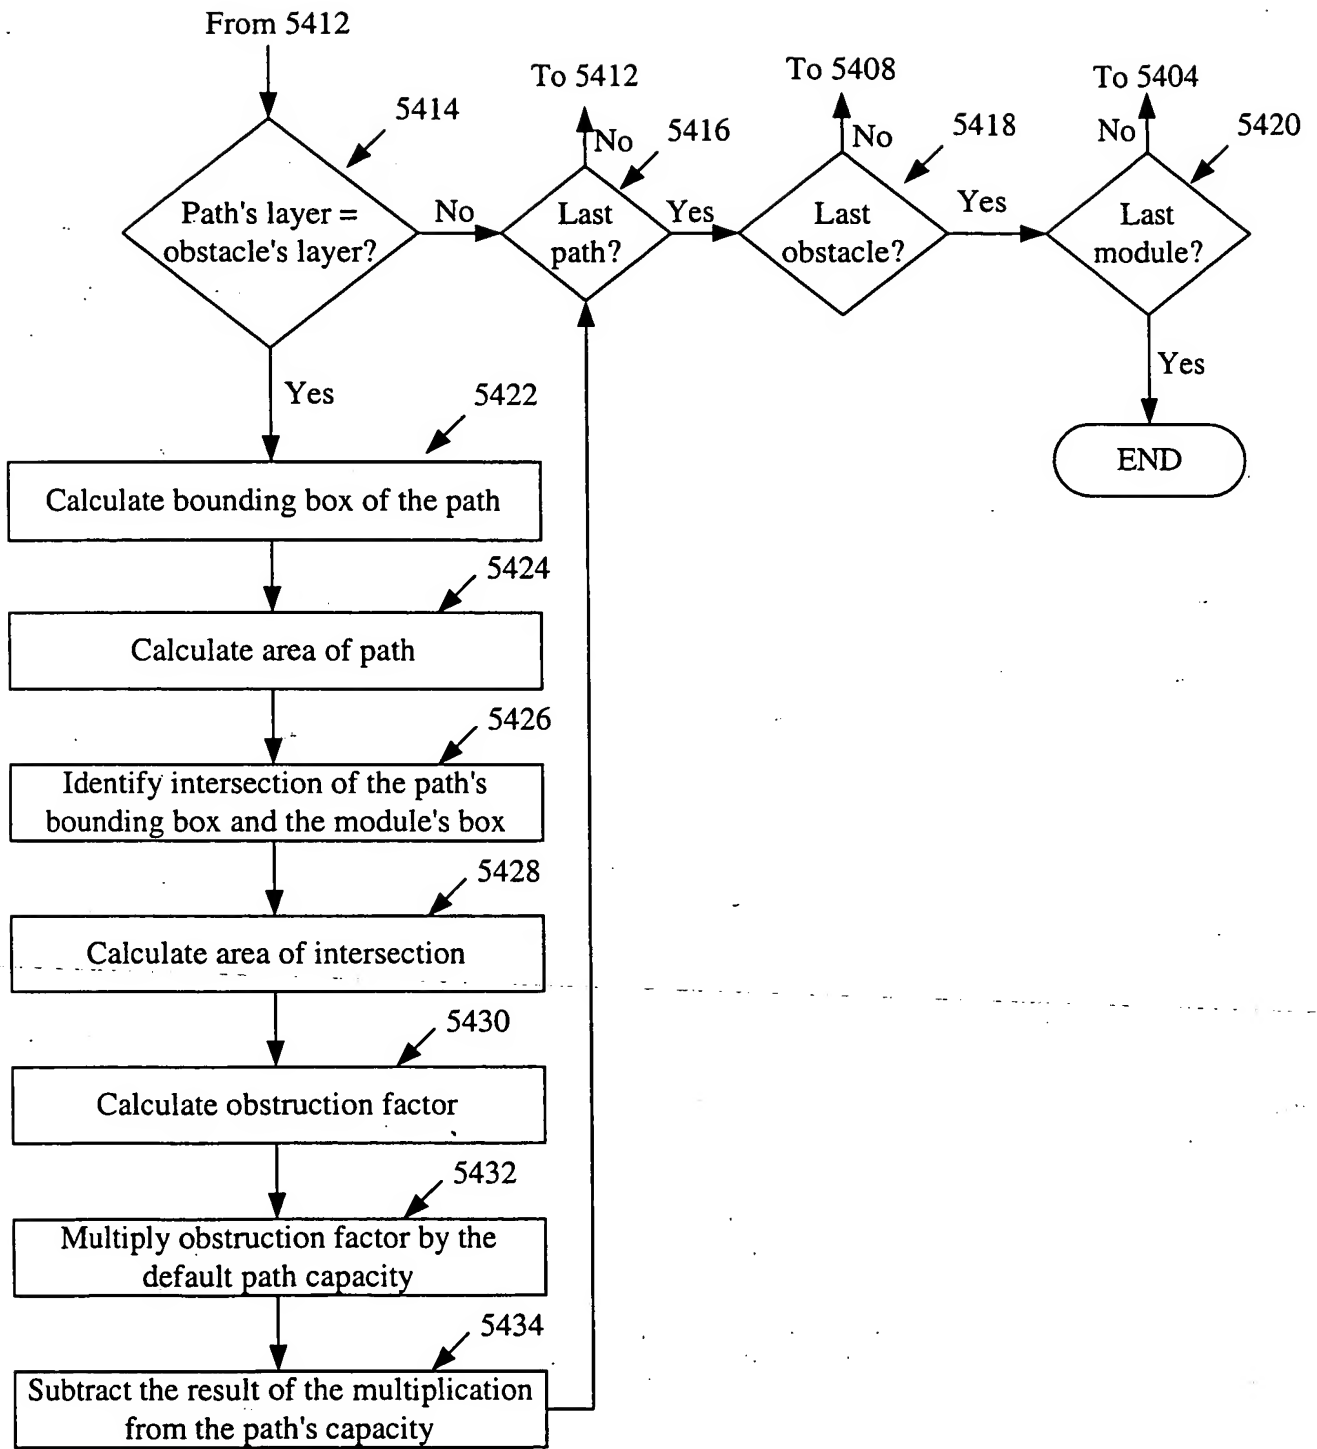 From 5412
To 5412
To 5408
To 5404
5414
5416
5418
5420
No
No
No
Path's layer =
obstacle's layer?
No
Last
path?
Yes
Last
obstacle?
Yes
Last
module?
Yes
Yes
END
5422
Calculate bounding box of the path
5424
Calculate area of path
5426
Identify intersection of the path's
bounding box and the module's box
5428
Calculate area of intersection
5430
Calculate obstruction factor
5432
Multiply obstruction factor by the
default path capacity
5434
Subtract the result of the multiplication
from the path's capacity